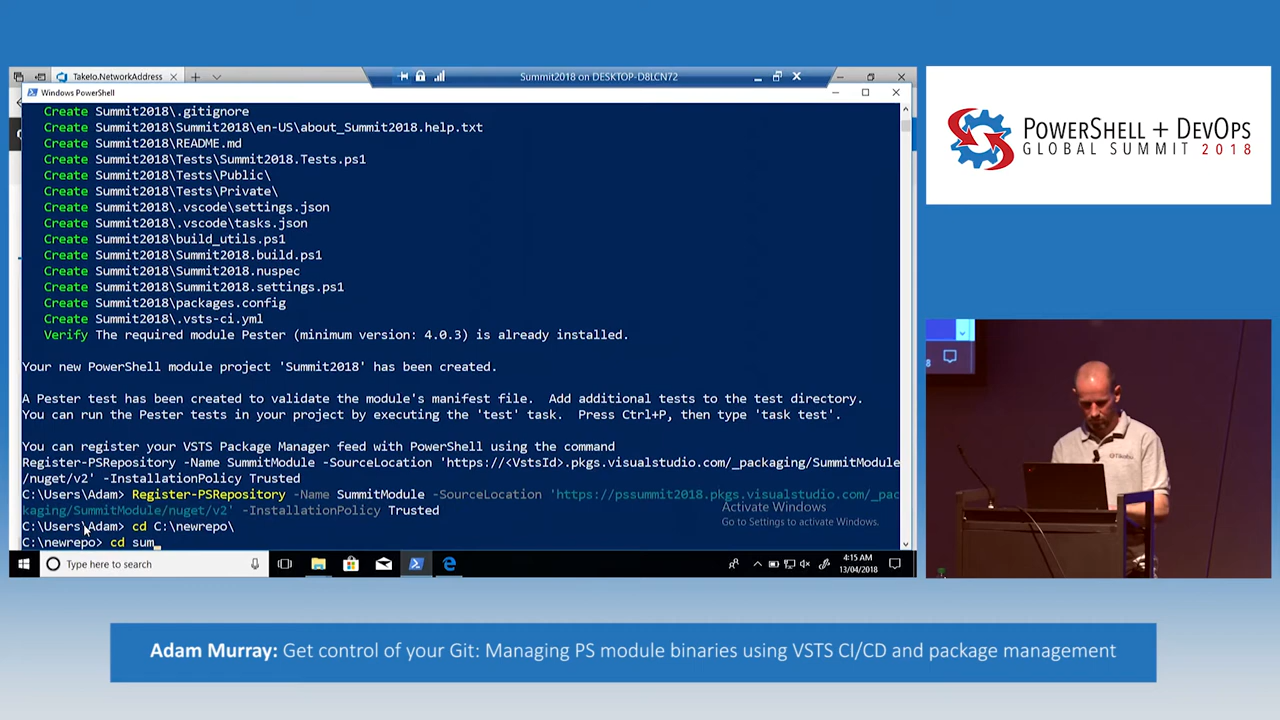 TakeIo.NetworkAddress
Summit2018 on DESKTOP-D8LCN72
Windows PowerShell
Create Summit2018\.gitignore
Create Summit2018\Summit2018\en-US\about_Summit2018.help.txt
Create Summit2018\README.md
Create Summit2018\Tests\Summit2018.Tests.ps1
Create Summit2018\Tests\Public\
Create Summit2018\Tests\Private\
Create Summit2018\.vscode\settings.json
Create Summit2018\.vscode\tasks.json
Create Summit2018\build_utils.ps1
Create Summit2018\Summit2018.build.ps1
Create Summit2018\Summit2018.nuspec
Create Summit2018\Summit2018.settings.ps1
Create Summit2018\packages.config
Create Summit2018\.vsts-ci.yml
Verify The required module Pester (minimum version: 4.0.3) is already installed.
Your new PowerShell module project 'Summit2018' has been created.
A Pester test has been created to validate the module's manifest file.  Add additional tests to the test directory.
You can run the Pester tests in your project by executing the 'test' task.  Press Ctrl+P, then type 'task test'.
You can register your VSTS Package Manager feed with PowerShell using the command
Register-PSRepository -Name SummitModule -SourceLocation 'https://<VstsId>.pkgs.visualstudio.com/_packaging/SummitModule
/nuget/v2' -InstallationPolicy Trusted
C:\Users\Adam> Register-PSRepository -Name SummitModule -SourceLocation 'https://pssummit2018.pkgs.visualstudio.com/_pac
kaging/SummitModule/nuget/v2' -InstallationPolicy Trusted
C:\Users\Adam> cd C:\newrepo\
C:\newrepo> cd sum
Activate Windows
Go to Settings to activate Windows.
Type here to search
4:15 AM
13/04/2018
POWERSHELL + DEVOPS
GLOBAL SUMMIT 2018
Adam Murray: Get control of your Git: Managing PS module binaries using VSTS CI/CD and package management